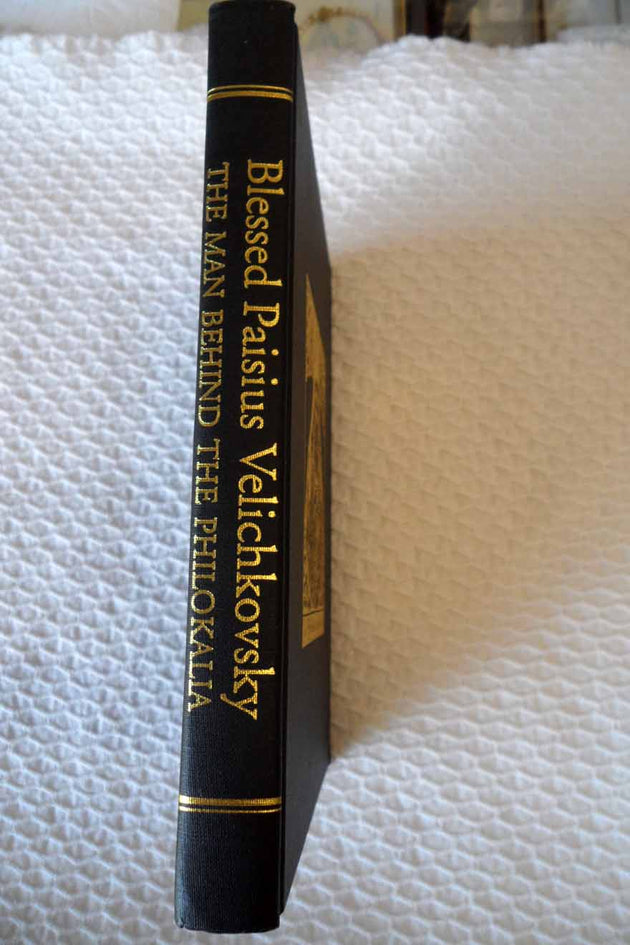 Blessed Paisius Velichkovsky
THE MAN BEHIND THE PHILOKALIA